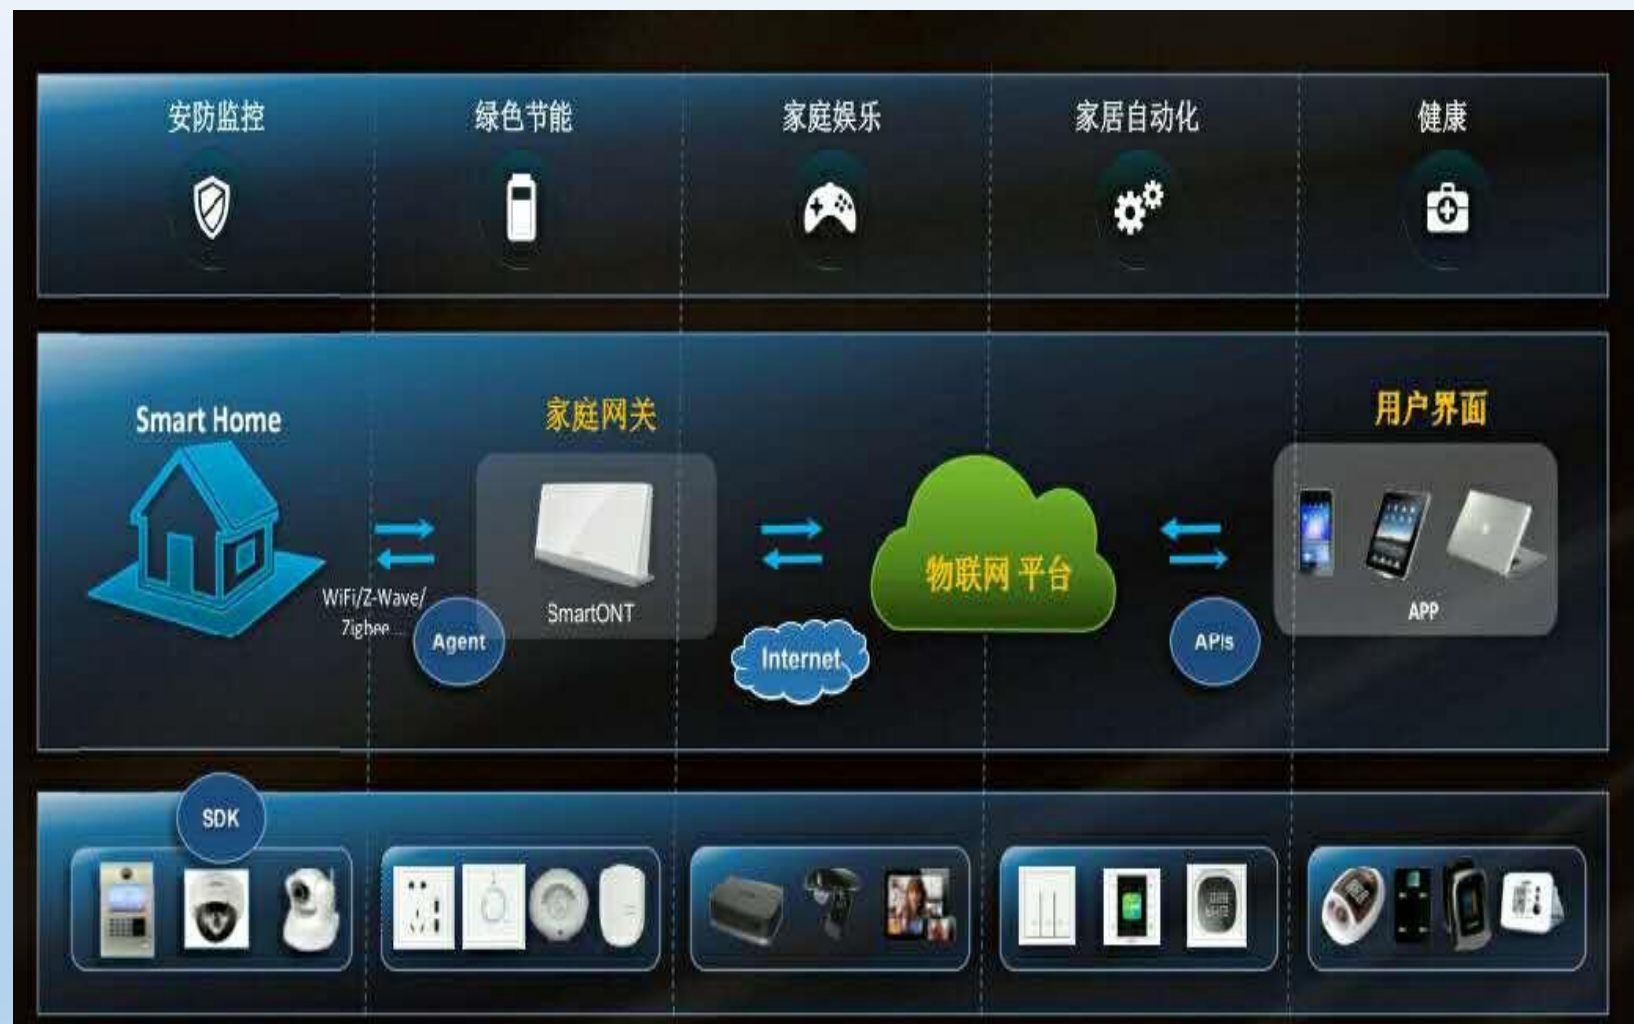 安防监控
绿色节能
家庭娱乐
家居自动化
健康
Smart Home
家庭网关
用户界面
WiFi/Z-Wave/
Zigbee...
Agent
SmartONT
Internet
物联网 平台
APIs
APP
SDK